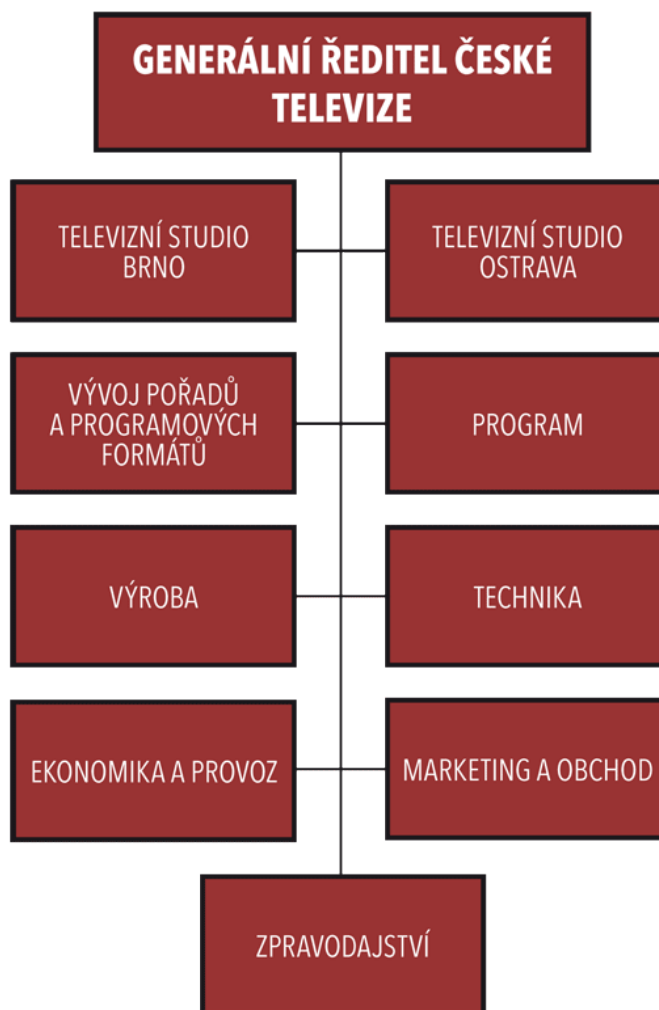 GENERÁLNÍ ŘEDITEL ČESKÉ
TELEVIZE
TELEVIZNÍ STUDIO
BRNO
TELEVIZNÍ STUDIO
OSTRAVA
VÝVOJ POŘADŮ
A PROGRAMOVÝCH
FORMÁTŮ
PROGRAM
VÝROBA
TECHNIKA
EKONOMIKA A PROVOZ
MARKETING A OBCHOD
ZPRAVODAJSTVÍ